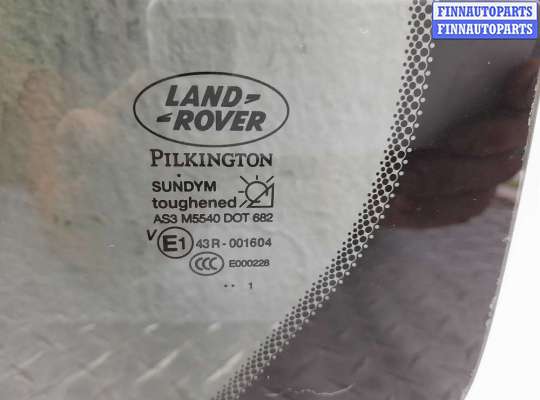 FINNAUTOPARTS
FINNAUTOPARTS
LAND
ROVER
PILKINGTON
SUNDYM
toughened
AS3 M5540 DOT 682
V E1 43R-001604
CCC E000228
·· 1